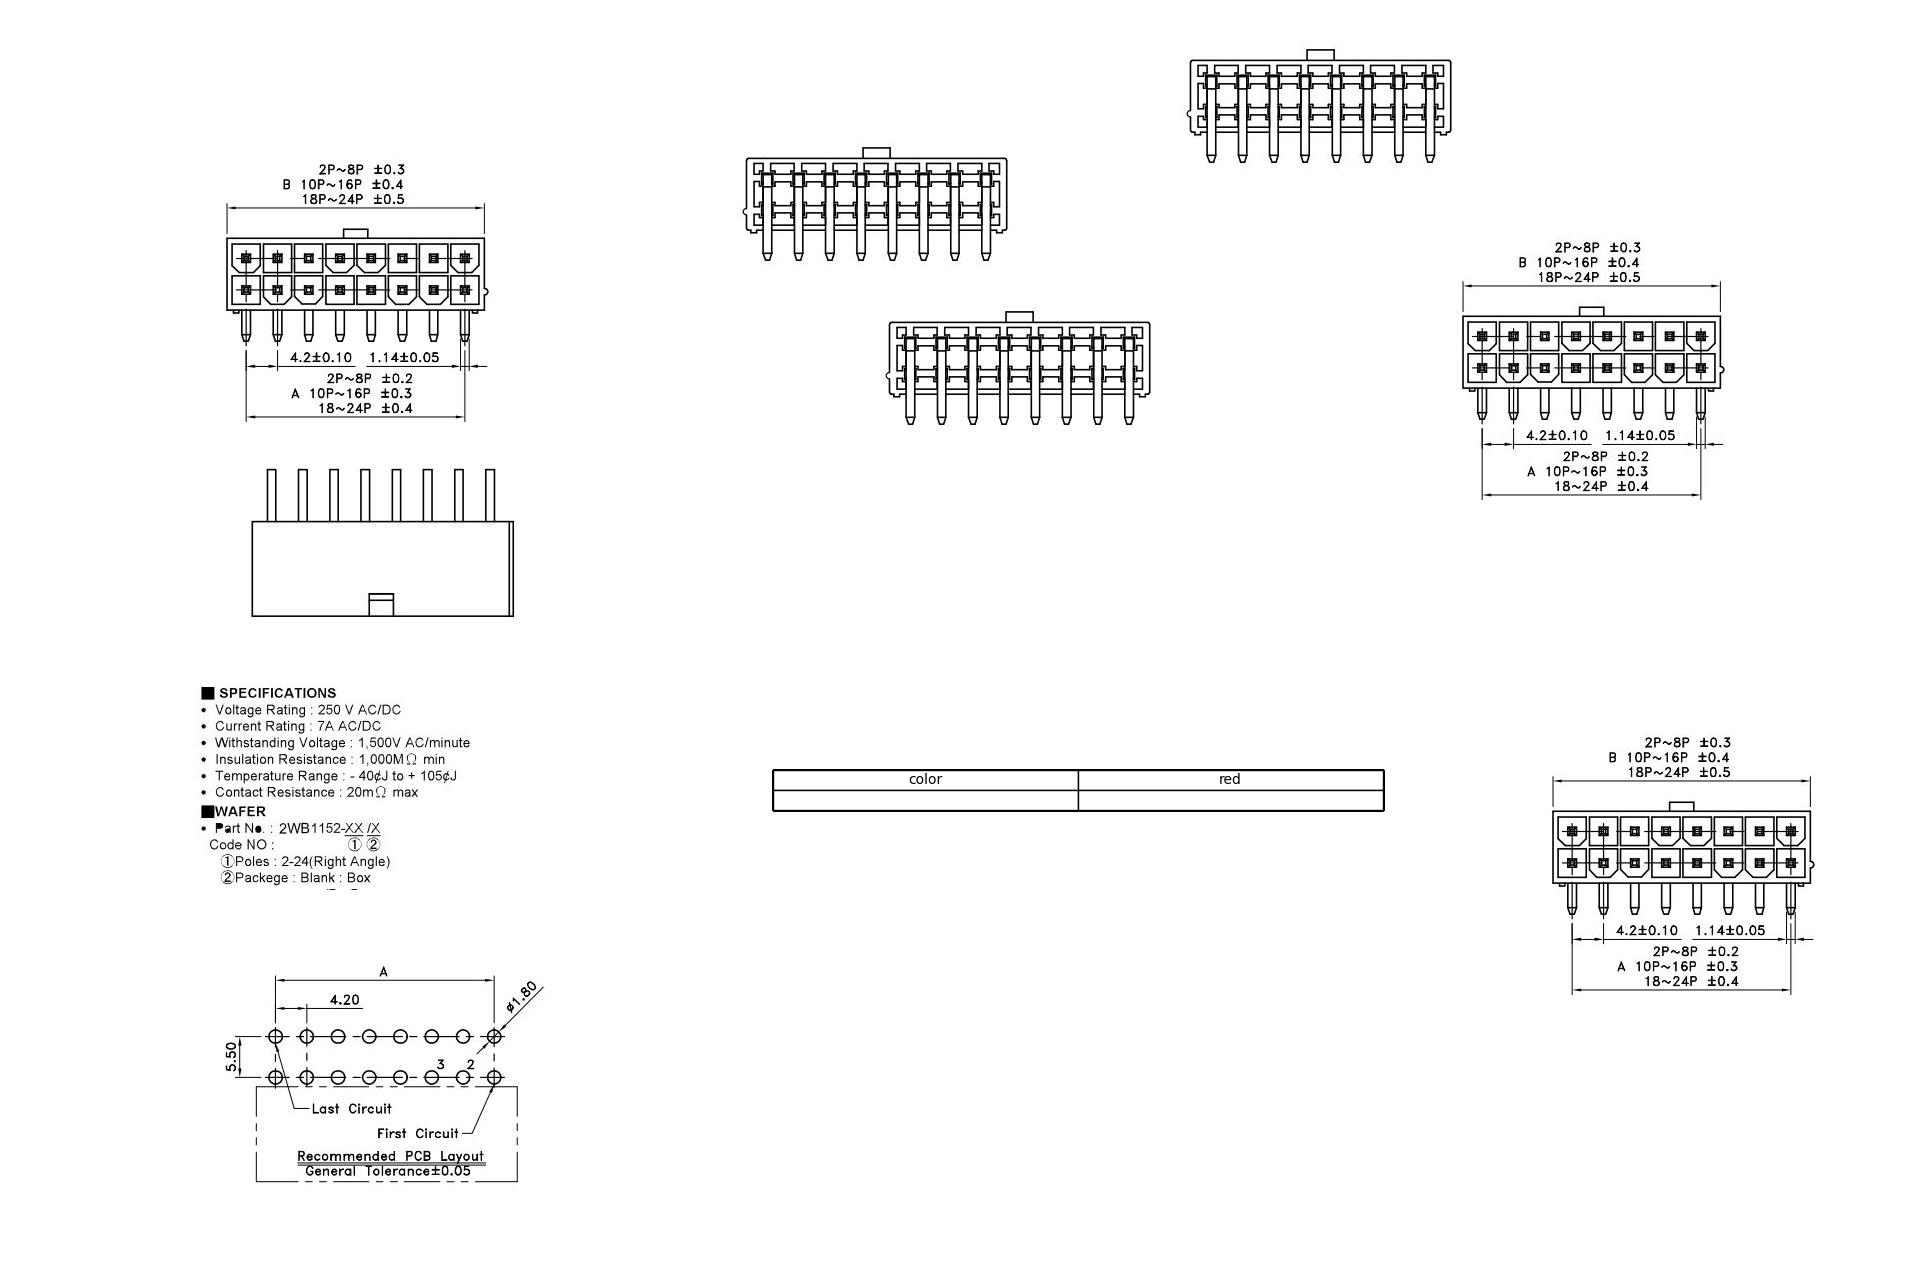 2P~8P ±0.3
B 10P~16P ±0.4
18P~24P ±0.5
4.2±0.10 1.14±0.05
2P~8P ±0.2
A 10P~16P ±0.3
18~24P ±0.4
2P~8P ±0.3
B 10P~16P ±0.4
18P~24P ±0.5
4.2±0.10 1.14±0.05
2P~8P ±0.2
A 10P~16P ±0.3
18~24P ±0.4
■ SPECIFICATIONS
• Voltage Rating : 250 V AC/DC
• Current Rating : 7A AC/DC
• Withstanding Voltage : 1,500V AC/minute
• Insulation Resistance : 1,000MΩ min
• Temperature Range : - 40¢J to + 105¢J
• Contact Resistance : 20mΩ max
■WAFER
• Part No. : 2WB1152-XX /X
Code NO : ① ②
①Poles : 2-24(Right Angle)
②Packege : Blank : Box
color red
2P~8P ±0.3
B 10P~16P ±0.4
18P~24P ±0.5
4.2±0.10 1.14±0.05
2P~8P ±0.2
A 10P~16P ±0.3
18~24P ±0.4
A
4.20
ø1.80
5.50
3 2
Last Circuit
First Circuit
Recommended PCB Layout
General Tolerance±0.05